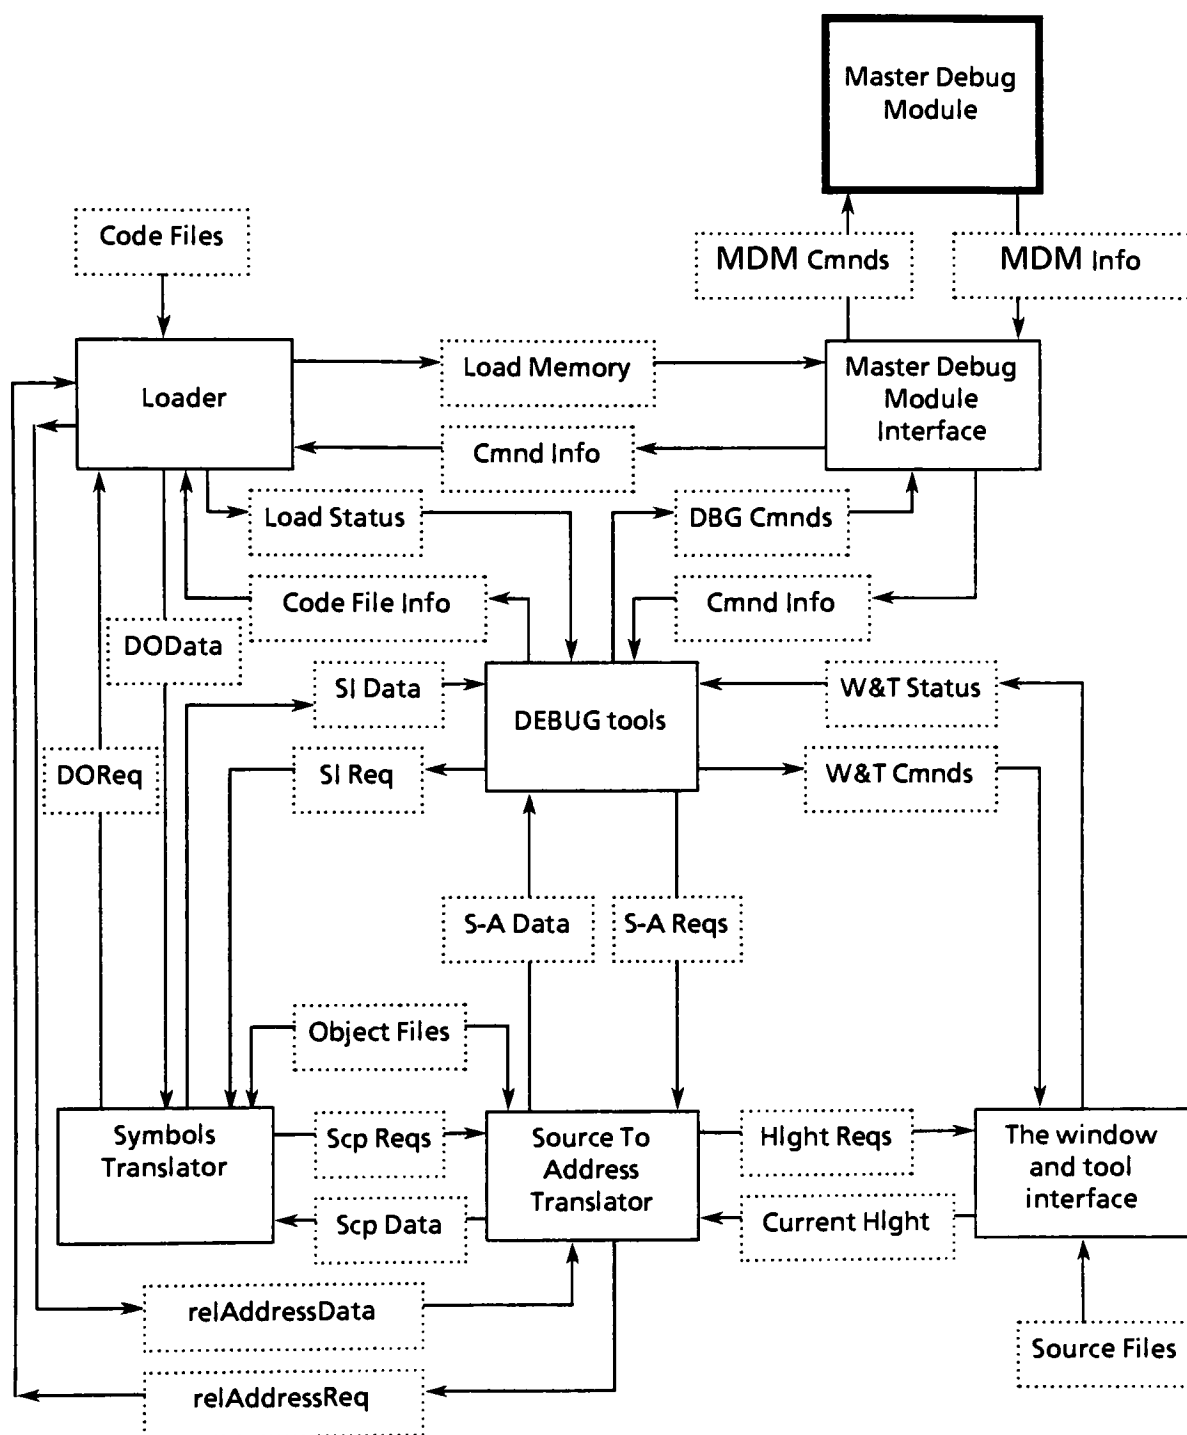 Master Debug
Module
Code Files
MDM Cmnds
MDM Info
Loader
Load Memory
Master Debug
Module
Interface
Cmnd Info
Load Status
DBG Cmnds
Code File Info
Cmnd Info
DOData
SI Data
DEBUG tools
W&T Status
DOReq
SI Req
W&T Cmnds
S-A Data
S-A Reqs
Object Files
Symbols
Translator
Scp Reqs
Source To
Address
Translator
Hlght Reqs
The window
and tool
interface
Scp Data
Current Hlght
relAddressData
Source Files
relAddressReq